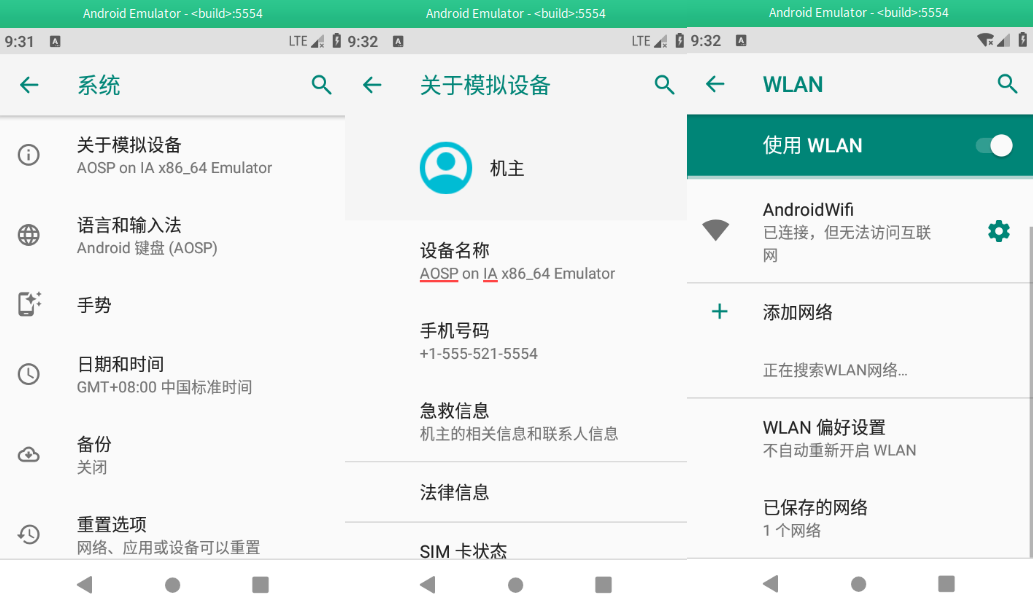 Android Emulator - <build>:5554
9:31
LTE
系统
关于模拟设备
AOSP on IA x86_64 Emulator
语言和输入法
Android 键盘 (AOSP)
手势
日期和时间
GMT+08:00 中国标准时间
备份
关闭
重置选项
网络、应用或设备可以重置
Android Emulator - <build>:5554
9:32
LTE
关于模拟设备
机主
设备名称
AOSP on IA x86_64 Emulator
手机号码
+1-555-521-5554
急救信息
机主的相关信息和联系人信息
法律信息
SIM 卡状态
Android Emulator - <build>:5554
9:32
WLAN
使用 WLAN
AndroidWifi
已连接，但无法访问互联
网
添加网络
正在搜索WLAN网络…
WLAN 偏好设置
不自动重新开启 WLAN
已保存的网络
1 个网络